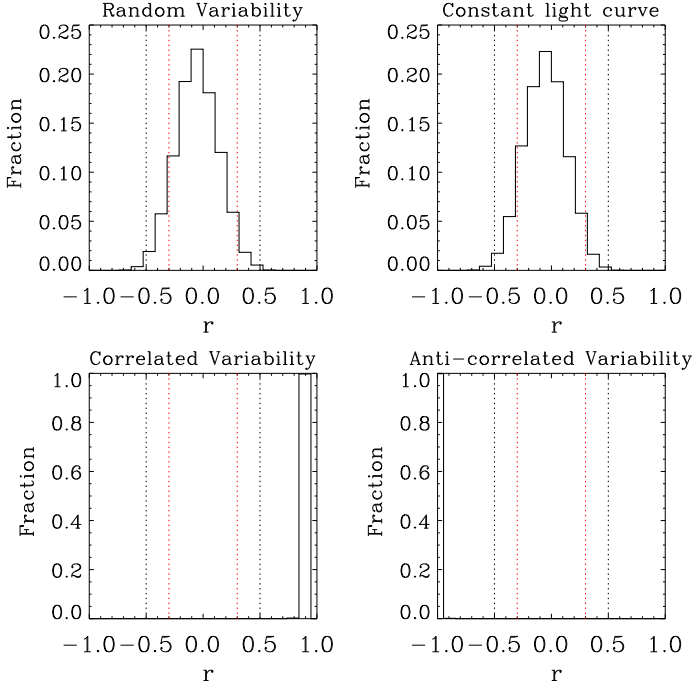 Random Variability
Constant light curve
0.25
0.20
0.15
0.10
0.05
0.00
Fraction
−1.0 −0.5 0.0 0.5 1.0
r
0.25
0.20
0.15
0.10
0.05
0.00
Fraction
−1.0 −0.5 0.0 0.5 1.0
r
Correlated Variability
Anti−correlated Variability
1.0
0.8
0.6
0.4
0.2
0.0
Fraction
−1.0 −0.5 0.0 0.5 1.0
r
1.0
0.8
0.6
0.4
0.2
0.0
Fraction
−1.0 −0.5 0.0 0.5 1.0
r